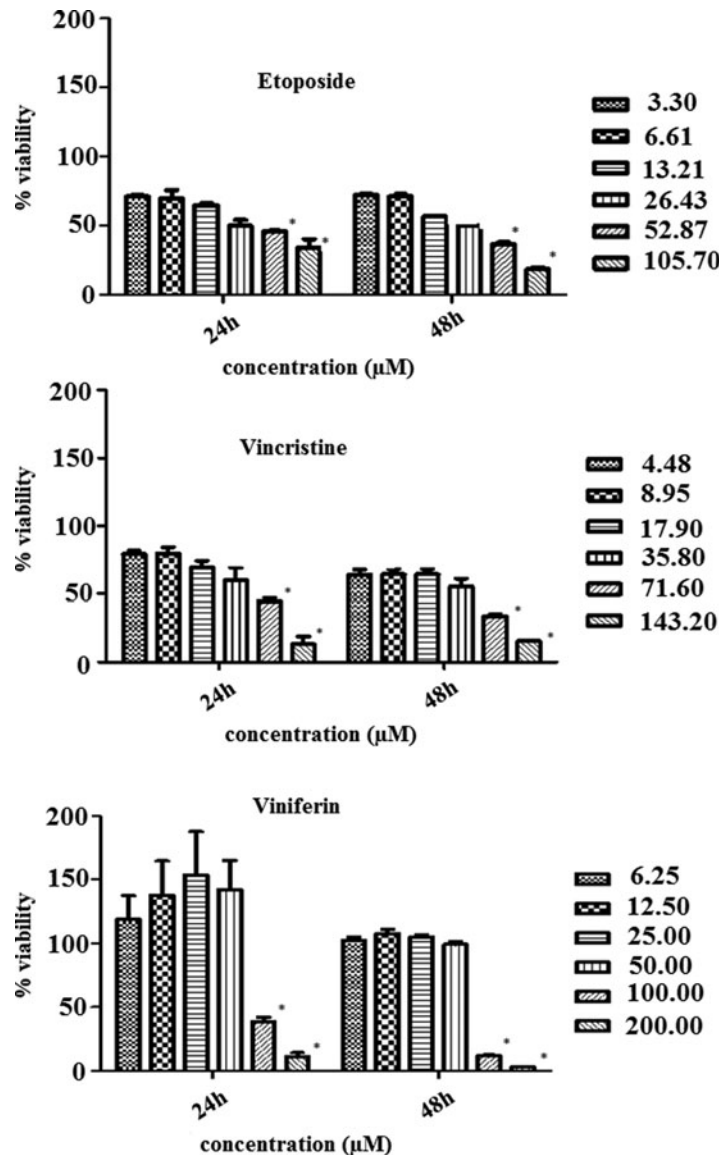 200
150
100
50
0
% viability
Etoposide
* * * *
24h 48h
concentration (µM)
3.30
6.61
13.21
26.43
52.87
105.70
200
150
100
50
0
% viability
Vincristine
* * * *
24h 48h
concentration (µM)
4.48
8.95
17.90
35.80
71.60
143.20
200
150
100
50
0
% viability
Viniferin
* * * *
24h 48h
concentration (µM)
6.25
12.50
25.00
50.00
100.00
200.00